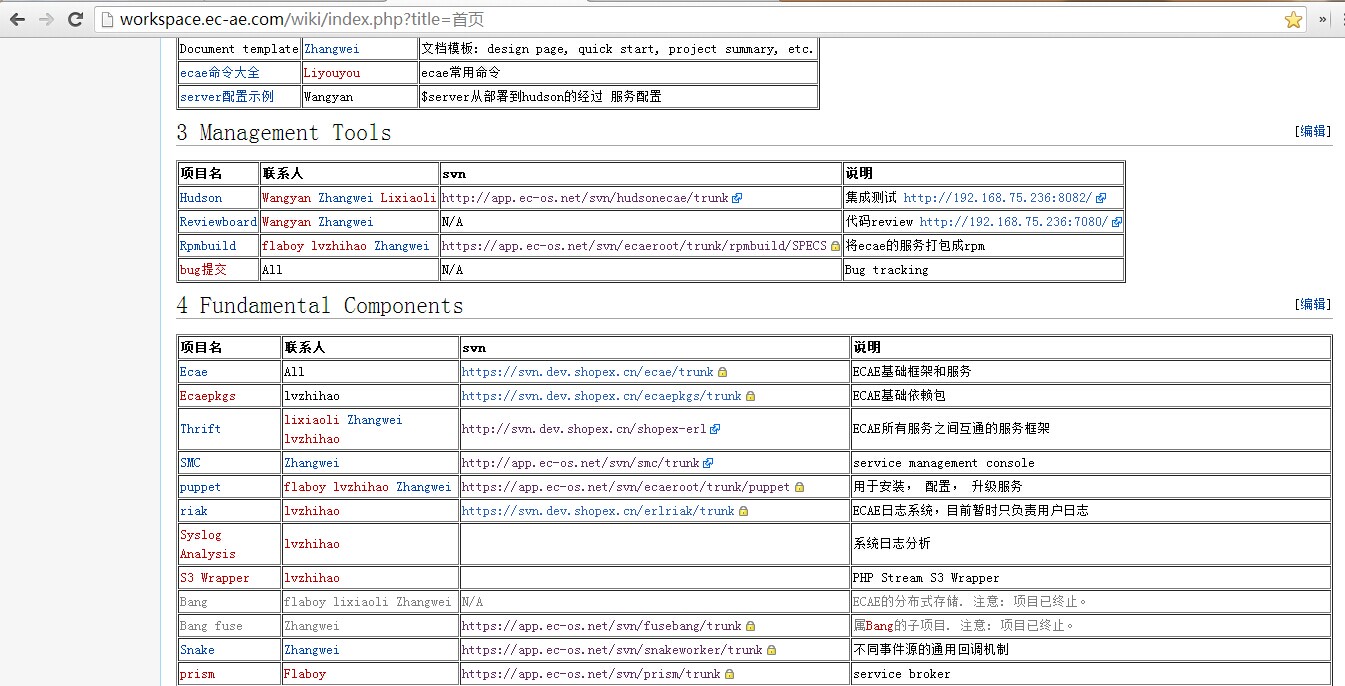 workspace.ec-ae.com/wiki/index.php?title=首页 »
Document template Zhangwei 文档模板: design page, quick start, project summary, etc.
ecae命令大全 Liyouyou ecae常用命令
server配置示例 Wangyan $server从部署到hudson的经过 服务配置
3 Management Tools [编辑]
项目名 联系人 svn 说明
Hudson Wangyan Zhangwei Lixiaoli http://app.ec-os.net/svn/hudsonecae/trunk 集成测试 http://192.168.75.236:8082/
Reviewboard Wangyan Zhangwei N/A 代码review http://192.168.75.236:7080/
Rpmbuild flaboy lvzhihao Zhangwei https://app.ec-os.net/svn/ecaeroot/trunk/rpmbuild/SPECS 将ecae的服务打包成rpm
bug提交 All N/A Bug tracking
4 Fundamental Components [编辑]
项目名 联系人 svn 说明
Ecae All https://svn.dev.shopex.cn/ecae/trunk ECAE基础框架和服务
Ecaepkgs lvzhihao https://svn.dev.shopex.cn/ecaepkgs/trunk ECAE基础依赖包
Thrift lixiaoli Zhangwei
lvzhihao http://svn.dev.shopex.cn/shopex-erl ECAE所有服务之间互通的服务框架
SMC Zhangwei http://app.ec-os.net/svn/smc/trunk service management console
puppet flaboy lvzhihao Zhangwei https://app.ec-os.net/svn/ecaeroot/trunk/puppet 用于安装, 配置, 升级服务
riak lvzhihao https://svn.dev.shopex.cn/erlriak/trunk ECAE日志系统,目前暂时只负责用户日志
Syslog
Analysis lvzhihao 系统日志分析
S3 Wrapper lvzhihao PHP Stream S3 Wrapper
Bang flaboy lixiaoli Zhangwei N/A ECAE的分布式存储. 注意: 项目已终止。
Bang fuse Zhangwei https://app.ec-os.net/svn/fusebang/trunk 属Bang的子项目. 注意: 项目已终止。
Snake Zhangwei https://app.ec-os.net/svn/snakeworker/trunk 不同事件源的通用回调机制
prism Flaboy https://app.ec-os.net/svn/prism/trunk service broker